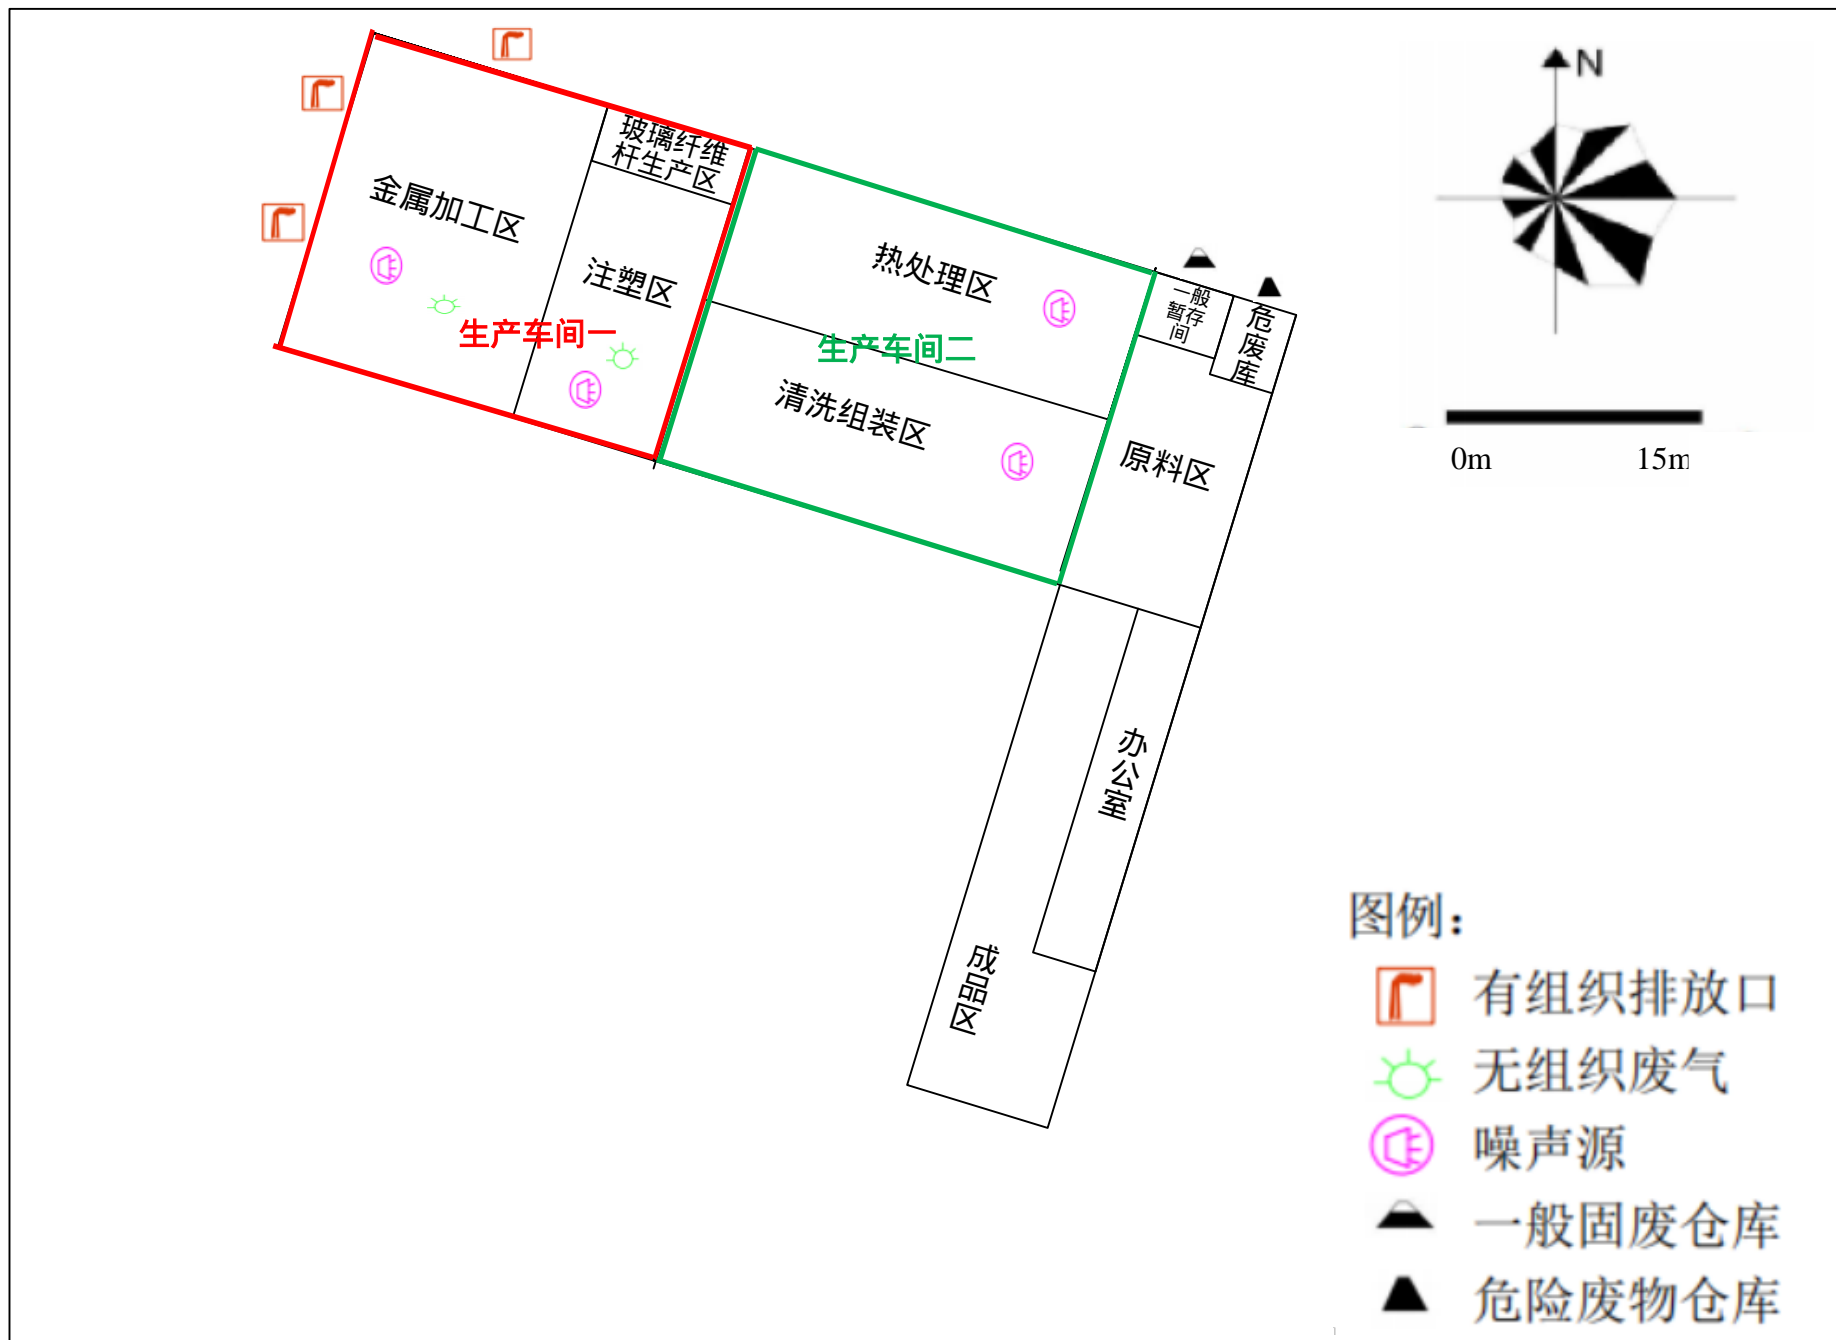 N
0m 15m
玻璃纤维
杆生产区
金属加工区
注塑区
生产车间一
热处理区
生产车间二
清洗组装区
一般
暂存
间
危废库
原料区
办公室
成品区
图例：
有组织排放口
无组织废气
噪声源
一般固废仓库
危险废物仓库